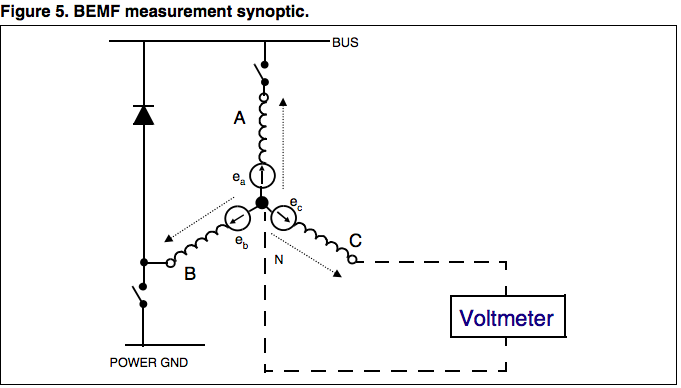 Figure 5. BEMF measurement synoptic.
BUS
A
ea
ec
eb
C
B
N
Voltmeter
POWER GND